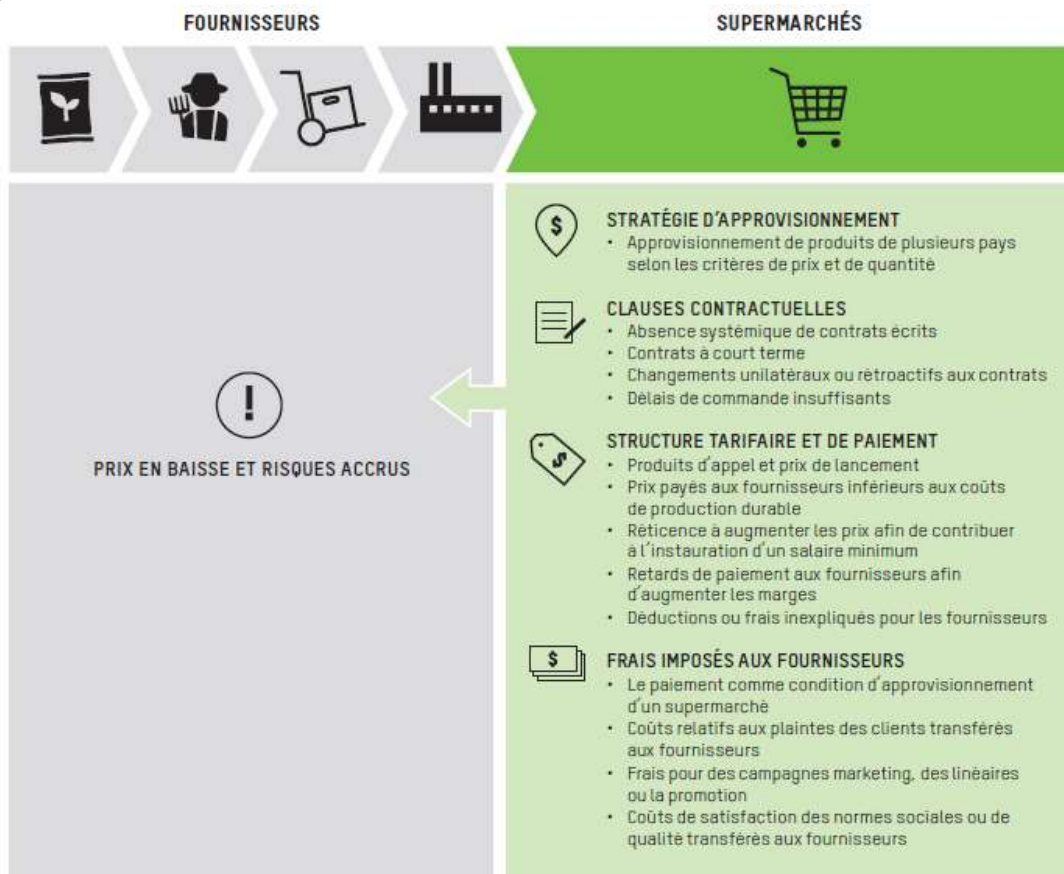 FOURNISSEURS
SUPERMARCHÉS
STRATÉGIE D'APPROVISIONNEMENT
• Approvisionnement de produits de plusieurs pays
selon les critères de prix et de quantité
CLAUSES CONTRACTUELLES
• Absence systémique de contrats écrits
• Contrats à court terme
• Changements unilatéraux ou rétroactifs aux contrats
• Délais de commande insuffisants
PRIX EN BAISSE ET RISQUES ACCRUS
STRUCTURE TARIFAIRE ET DE PAIEMENT
• Produits d'appel et prix de lancement
• Prix payés aux fournisseurs inférieurs aux coûts
de production durable
• Réticence à augmenter les prix afin de contribuer
à l'instauration d'un salaire minimum
• Retards de paiement aux fournisseurs afin
d'augmenter les marges
• Déductions ou frais inexpliqués pour les fournisseurs
FRAIS IMPOSÉS AUX FOURNISSEURS
• Le paiement comme condition d'approvisionnement
d'un supermarché
• Coûts relatifs aux plaintes des clients transférés
aux fournisseurs
• Frais pour des campagnes marketing, des linéaires
ou la promotion
• Coûts de satisfaction des normes sociales ou de
qualité transférés aux fournisseurs